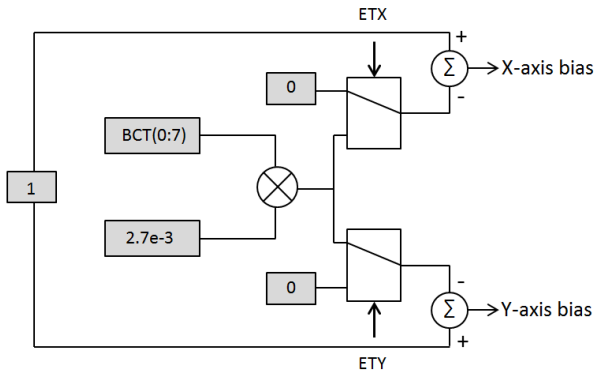 ETX
+
0
Σ
X-axis bias
-
BCT(0:7)
1
2.7e-3
0
-
Σ
Y-axis bias
+
ETY